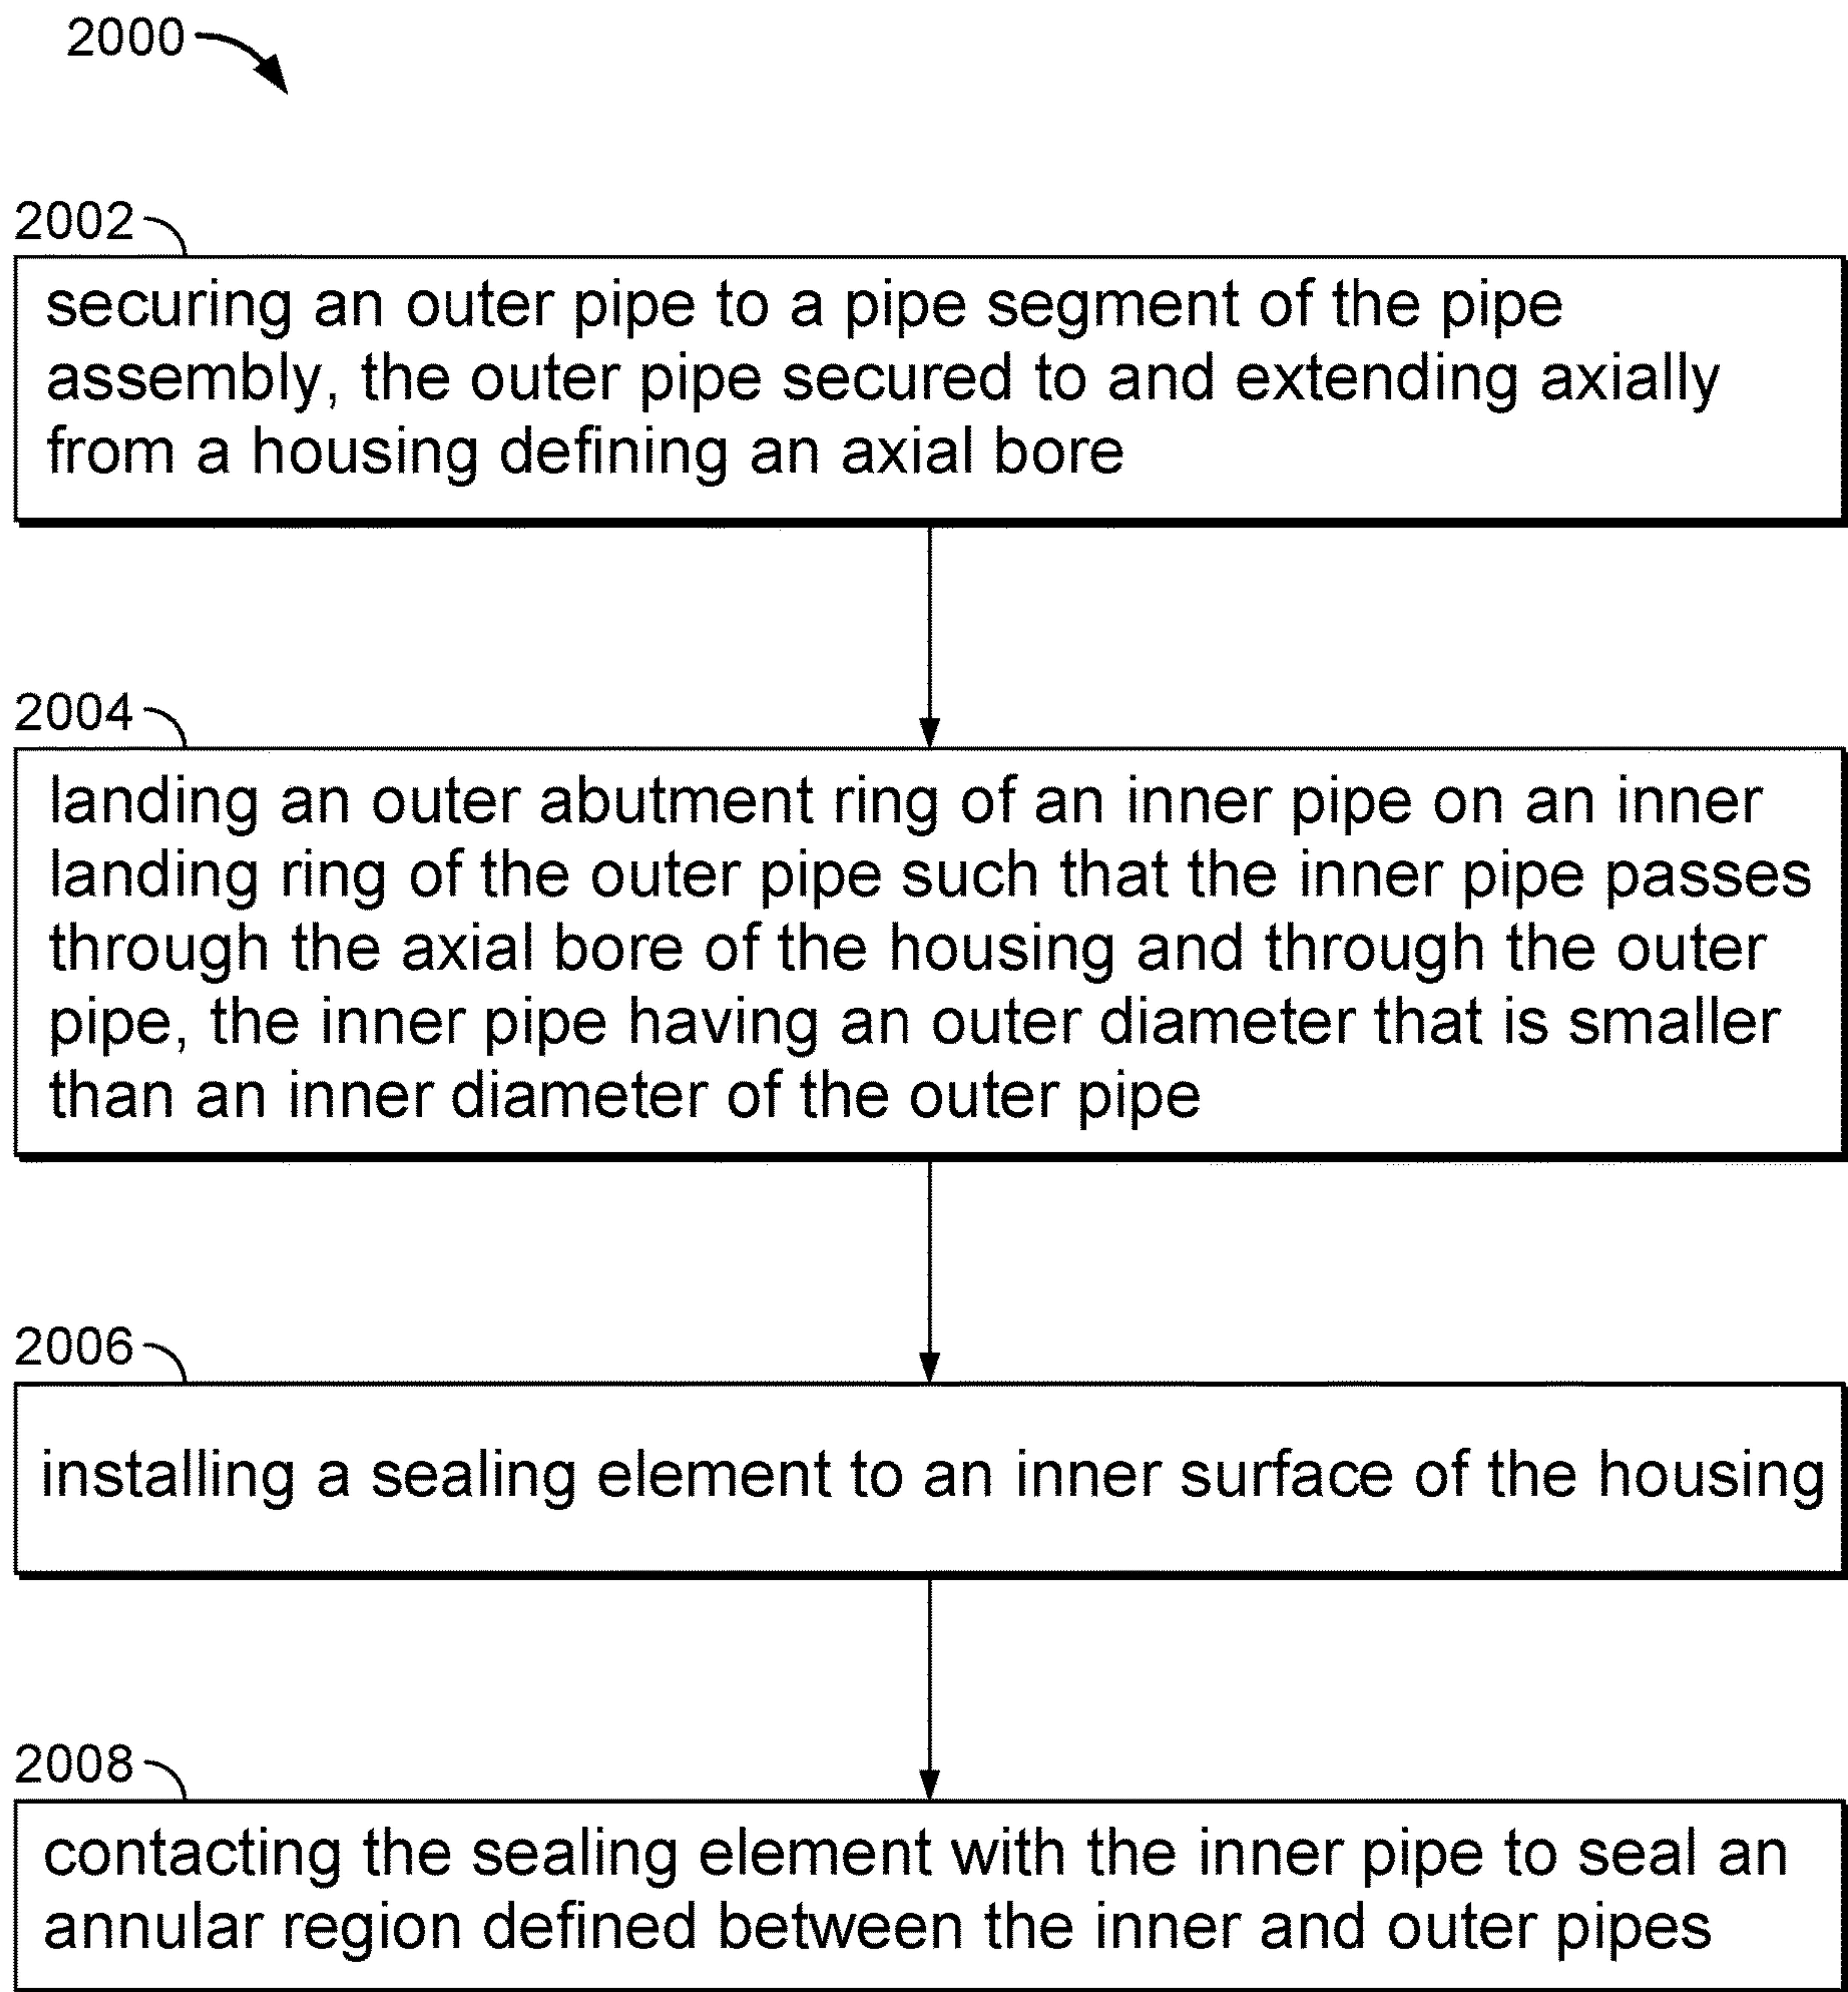 2000
2002
securing an outer pipe to a pipe segment of the pipe
assembly, the outer pipe secured to and extending axially
from a housing defining an axial bore
2004
landing an outer abutment ring of an inner pipe on an inner
landing ring of the outer pipe such that the inner pipe passes
through the axial bore of the housing and through the outer
pipe, the inner pipe having an outer diameter that is smaller
than an inner diameter of the outer pipe
2006
installing a sealing element to an inner surface of the housing
2008
contacting the sealing element with the inner pipe to seal an
annular region defined between the inner and outer pipes